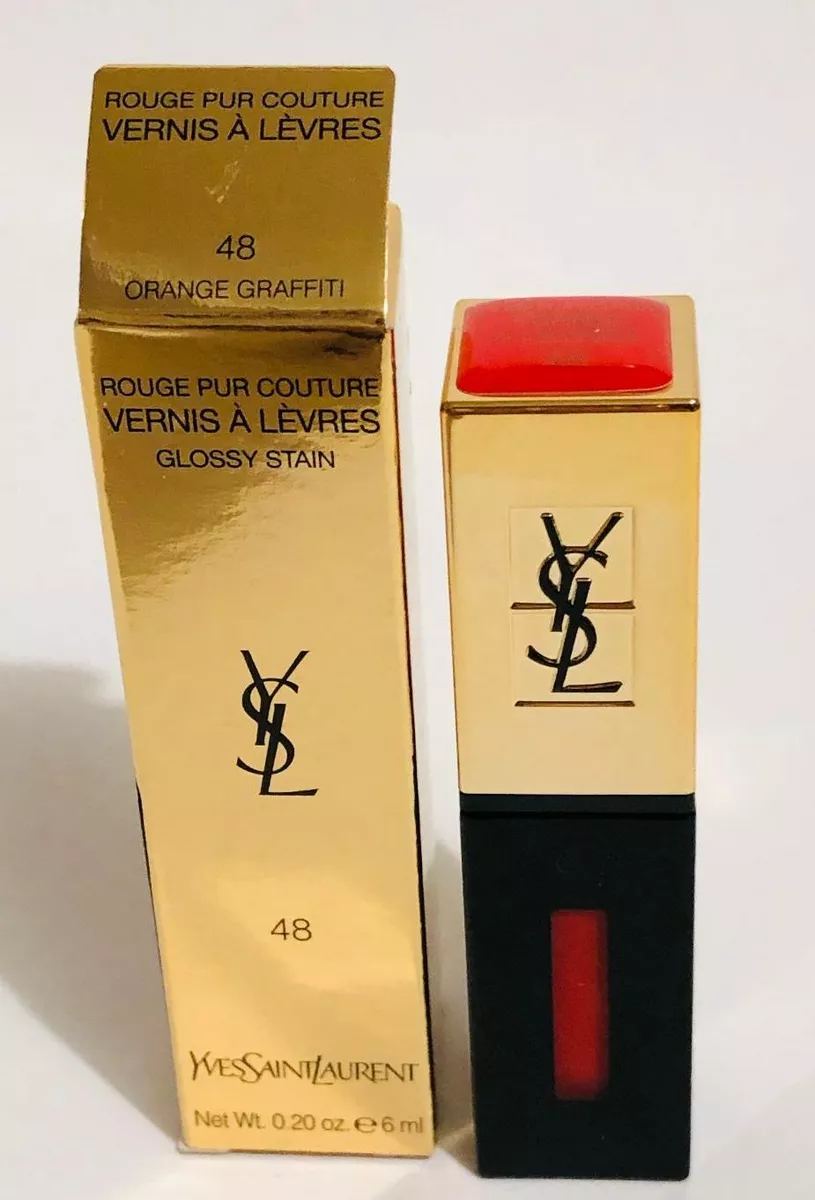 ROUGE PUR COUTURE
VERNIS À LÈVRES
48
ORANGE GRAFFITI
ROUGE PUR COUTURE
VERNIS À LÈVRES
GLOSSY STAIN
YSL
48
YVESSAINTLAURENT
Net Wt. 0.20 oz. ℮ 6 ml
YSL